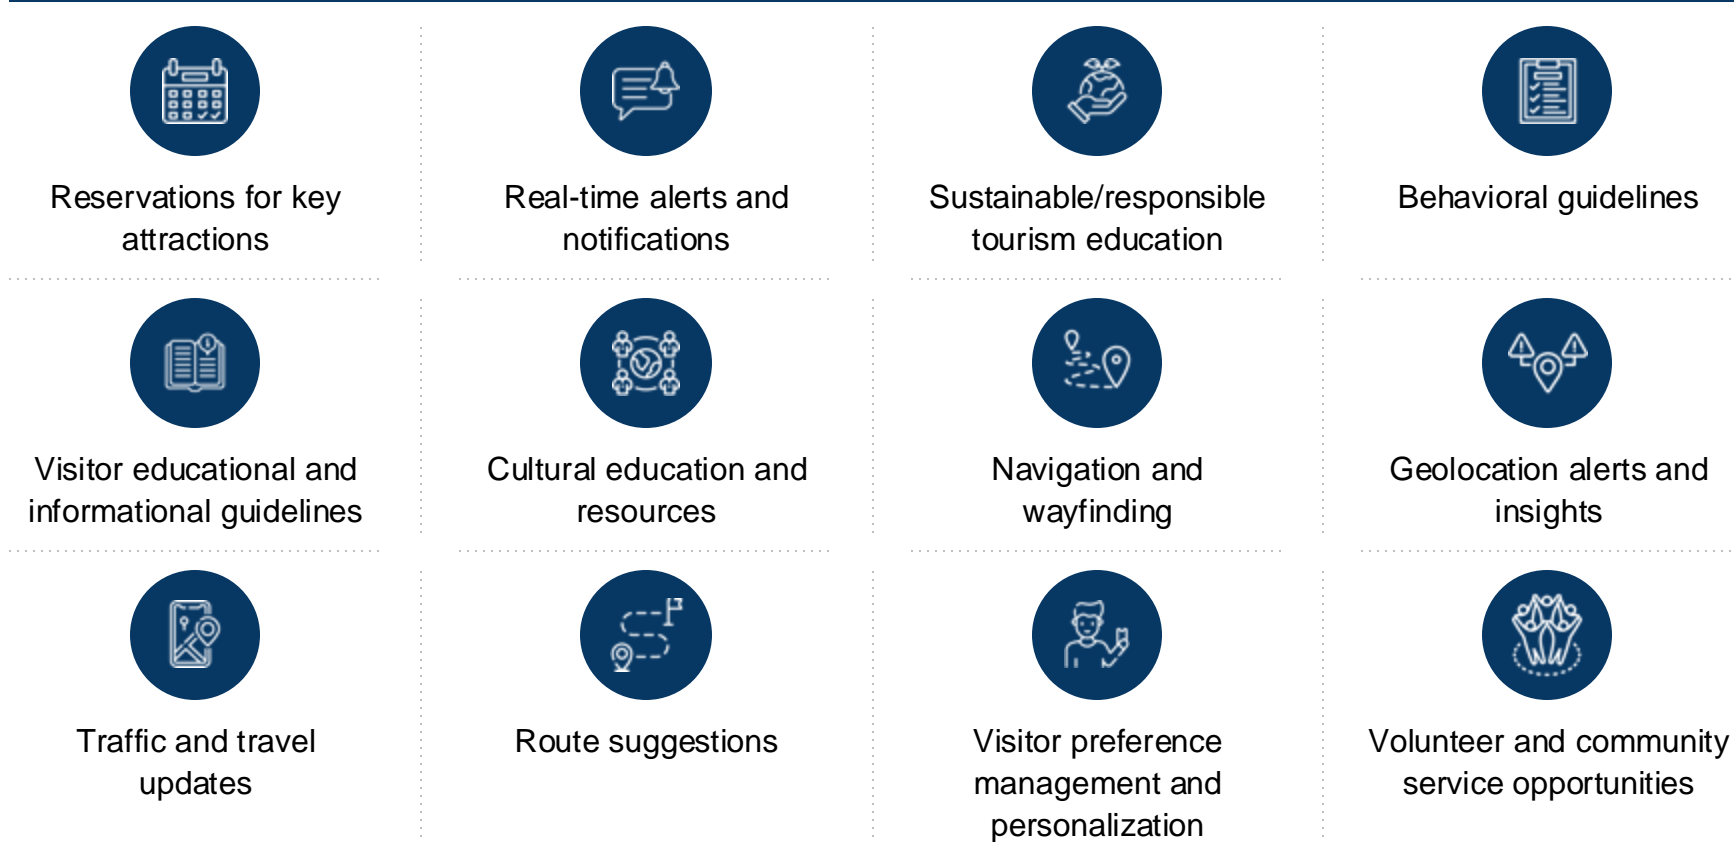 Reservations for key
attractions
Real-time alerts and
notifications
Sustainable/responsible
tourism education
Behavioral guidelines
Visitor educational and
informational guidelines
Cultural education and
resources
Navigation and
wayfinding
Geolocation alerts and
insights
Traffic and travel
updates
Route suggestions
Visitor preference
management and
personalization
Volunteer and community
service opportunities